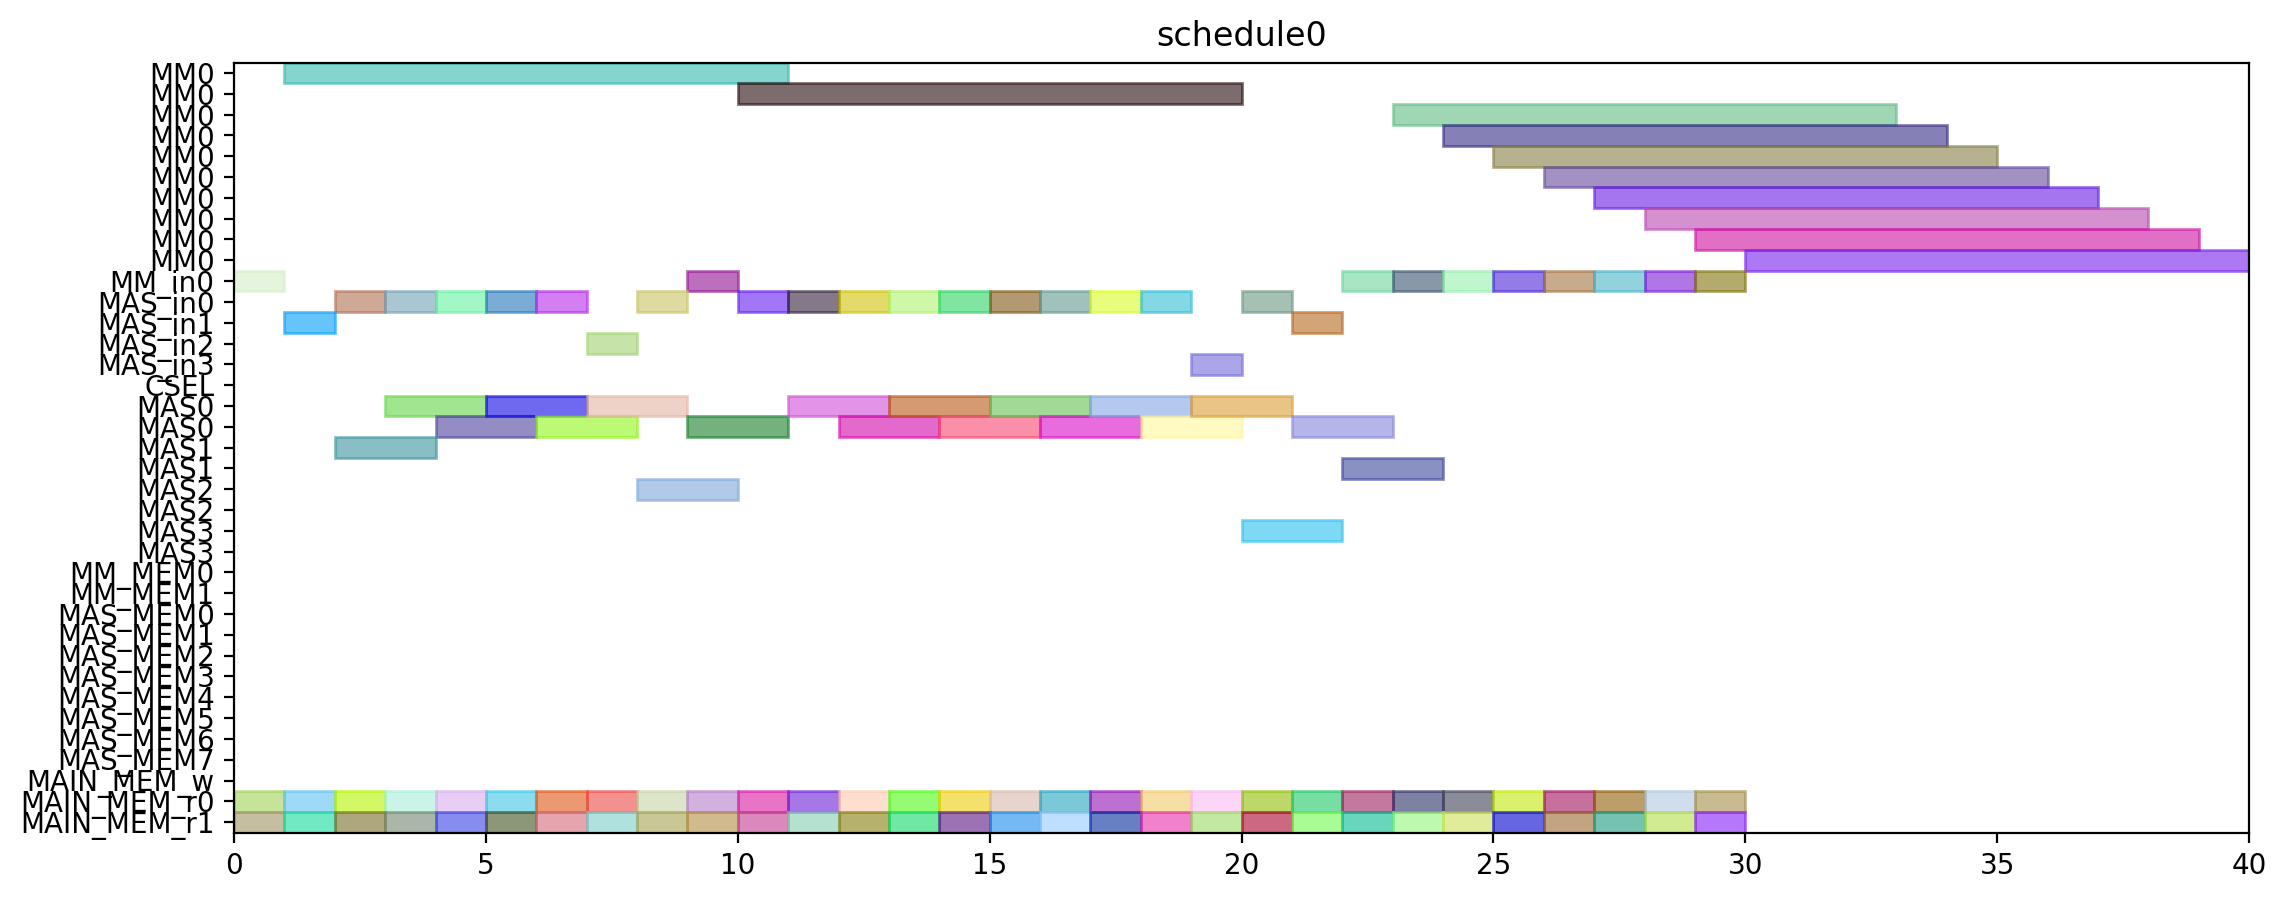 schedule0
MM0
MM0
MM0
MM0
MM0
MM0
MM0
MM0
MM0
MM0
MM_in0
MAS_in0
MAS_in1
MAS_in2
MAS_in3
CSEL
MAS0
MAS0
MAS1
MAS1
MAS2
MAS2
MAS3
MAS3
MM_MEM0
MM_MEM1
MAS_MEM0
MAS_MEM1
MAS_MEM2
MAS_MEM3
MAS_MEM4
MAS_MEM5
MAS_MEM6
MAS_MEM7
MAIN_MEM_w
MAIN_MEM_r0
MAIN_MEM_r1
0 5 10 15 20 25 30 35 40